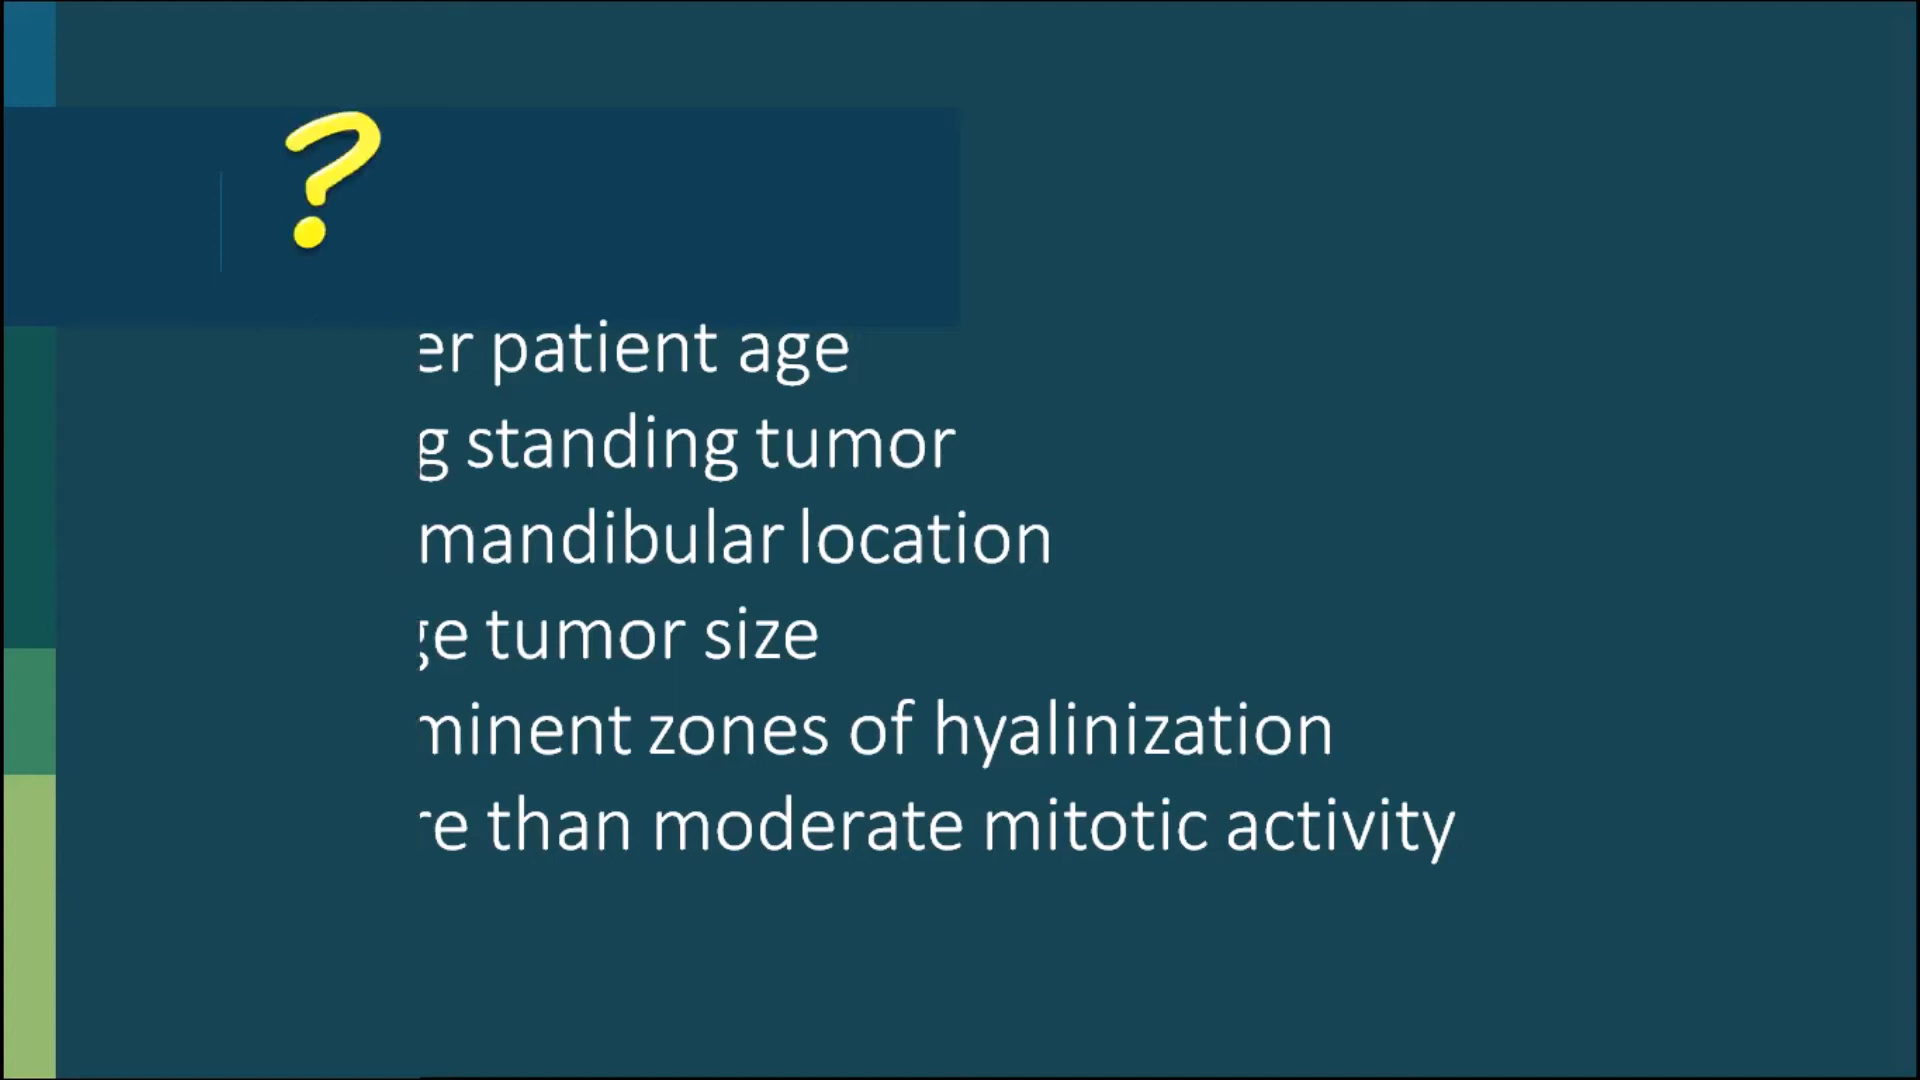 ?
er patient age
g standing tumor
mandibular location
ge tumor size
minent zones of hyalinization
re than moderate mitotic activity